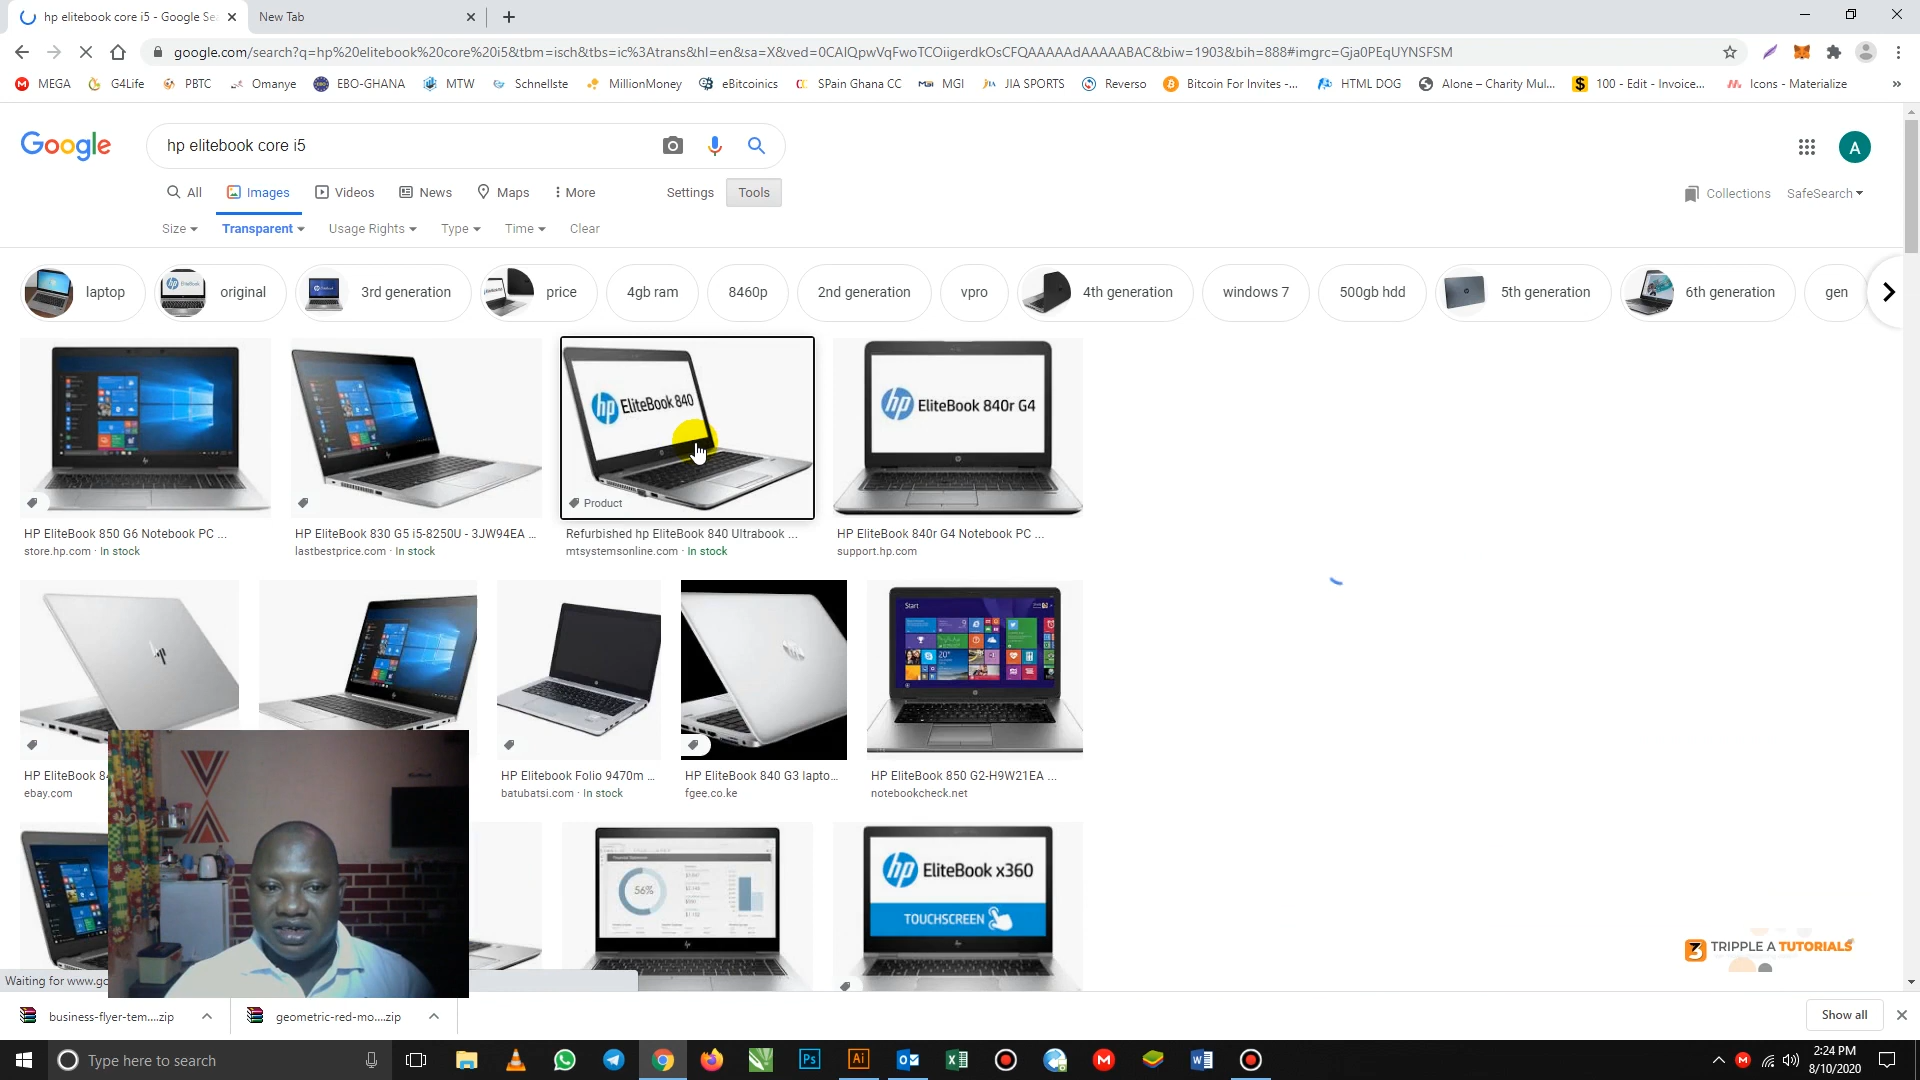 hp elitebook core i5 - Google Se
New Tab
google.com/search?q=hp%20elitebook%20core%20i5&tbm=isch&tbs=ic%3Atrans&hl=en&sa=X&ved=0CAIQpwVqFwoTCOiigerdkOsCFQAAAAAdAAAAABAC&biw=1903&bih=888#imgrc=Gja0PEqUYNSFSM
MEGA G4Life PBTC Omanye EBO-GHANA MTW Schnellste MillionMoney eBitcoinics SPain Ghana CC MGI JIA SPORTS Reverso Bitcoin For Invites -... HTML DOG Alone – Charity Mul... 100 - Edit - Invoice... Icons - Materialize
Google
hp elitebook core i5
A
All Images Videos News Maps More Settings Tools
Collections SafeSearch
Size Transparent Usage Rights Type Time Clear
laptop original 3rd generation price 4gb ram 8460p 2nd generation vpro 4th generation windows 7 500gb hdd 5th generation 6th generation gen
hp EliteBook 840
hp EliteBook 840r G4
Product
HP EliteBook 850 G6 Notebook PC ...
store.hp.com · In stock
HP EliteBook 830 G5 i5-8250U - 3JW94EA ...
lastbestprice.com · In stock
Refurbished hp EliteBook 840 Ultrabook ...
mtsystemsonline.com · In stock
HP EliteBook 840r G4 Notebook PC ...
support.hp.com
Start
HP EliteBook 84
ebay.com
HP Elitebook Folio 9470m ...
batubatsi.com · In stock
HP EliteBook 840 G3 lapto...
fgee.co.ke
HP EliteBook 850 G2-H9W21EA ...
notebookcheck.net
56%
hp EliteBook x360
TOUCHSCREEN
3 TRIPPLE A TUTORIALS
Waiting for www.go
business-flyer-tem....zip
geometric-red-mo....zip
Show all
Type here to search
Ps
Ai
2:24 PM
8/10/2020